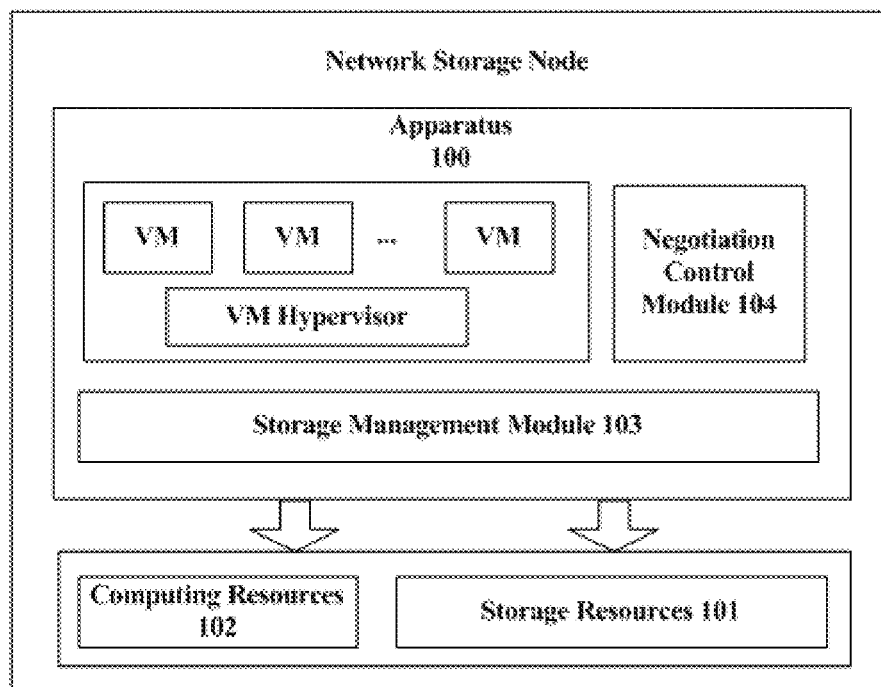 Network Storage Node
Apparatus
100
VM VM ... VM
VM Hypervisor
Negotiation
Control
Module 104
Storage Management Module 103
Computing Resources
102
Storage Resources 101